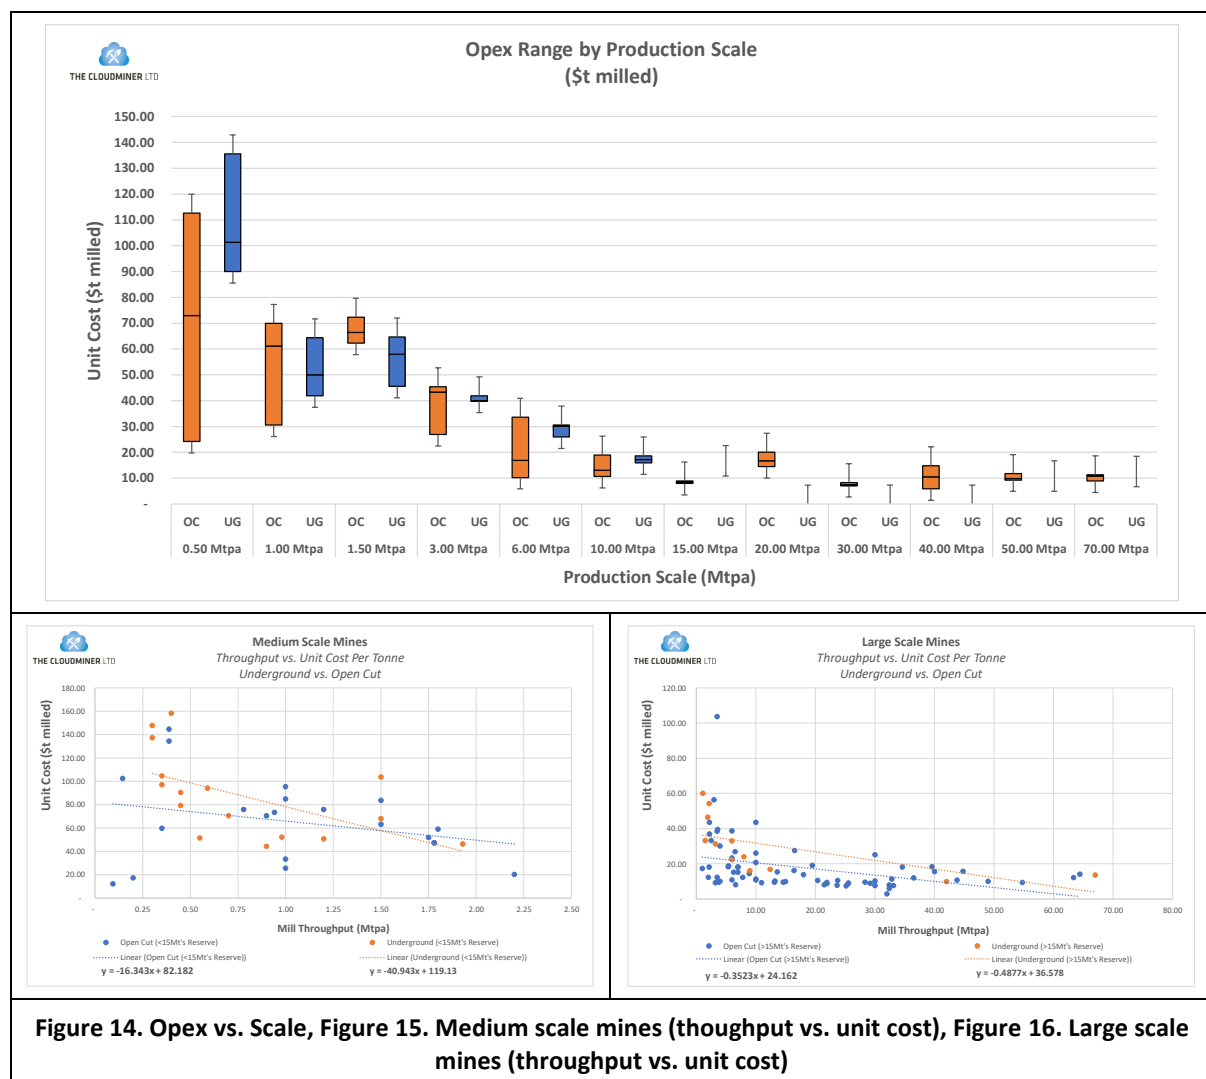 THE CLOUDMINER LTD
Opex Range by Production Scale
($t milled)
Unit Cost ($t milled)
150.00
140.00
130.00
120.00
110.00
100.00
90.00
80.00
70.00
60.00
50.00
40.00
30.00
20.00
10.00
-
OC UG OC UG OC UG OC UG OC UG OC UG OC UG OC UG OC UG OC UG OC UG OC UG
0.50 Mtpa 1.00 Mtpa 1.50 Mtpa 3.00 Mtpa 6.00 Mtpa 10.00 Mtpa 15.00 Mtpa 20.00 Mtpa 30.00 Mtpa 40.00 Mtpa 50.00 Mtpa 70.00 Mtpa
Production Scale (Mtpa)
THE CLOUDMINER LTD
Medium Scale Mines
Throughput vs. Unit Cost Per Tonne
Underground vs. Open Cut
Unit Cost ($t milled)
180.00
160.00
140.00
120.00
100.00
80.00
60.00
40.00
20.00
-
- 0.25 0.50 0.75 1.00 1.25 1.50 1.75 2.00 2.25 2.50
Mill Throughput (Mtpa)
Open Cut (<15Mt's Reserve) Underground (<15Mt's Reserve)
Linear (Open Cut (<15Mt's Reserve)) Linear (Underground (<15Mt's Reserve))
y = -16.343x + 82.182 y = -40.943x + 119.13
THE CLOUDMINER LTD
Large Scale Mines
Throughput vs. Unit Cost Per Tonne
Underground vs. Open Cut
Unit Cost ($t milled)
120.00
100.00
80.00
60.00
40.00
20.00
-
- 10.00 20.00 30.00 40.00 50.00 60.00 70.00 80.00
Mill Throughput (Mtpa)
Open Cut (>15Mt's Reserve) Underground (>15Mt's Reserve)
Linear (Open Cut (>15Mt's Reserve)) Linear (Underground (>15Mt's Reserve))
y = -0.3523x + 24.162 y = -0.4877x + 36.578
Figure 14. Opex vs. Scale, Figure 15. Medium scale mines (thoughput vs. unit cost), Figure 16. Large scale
mines (throughput vs. unit cost)